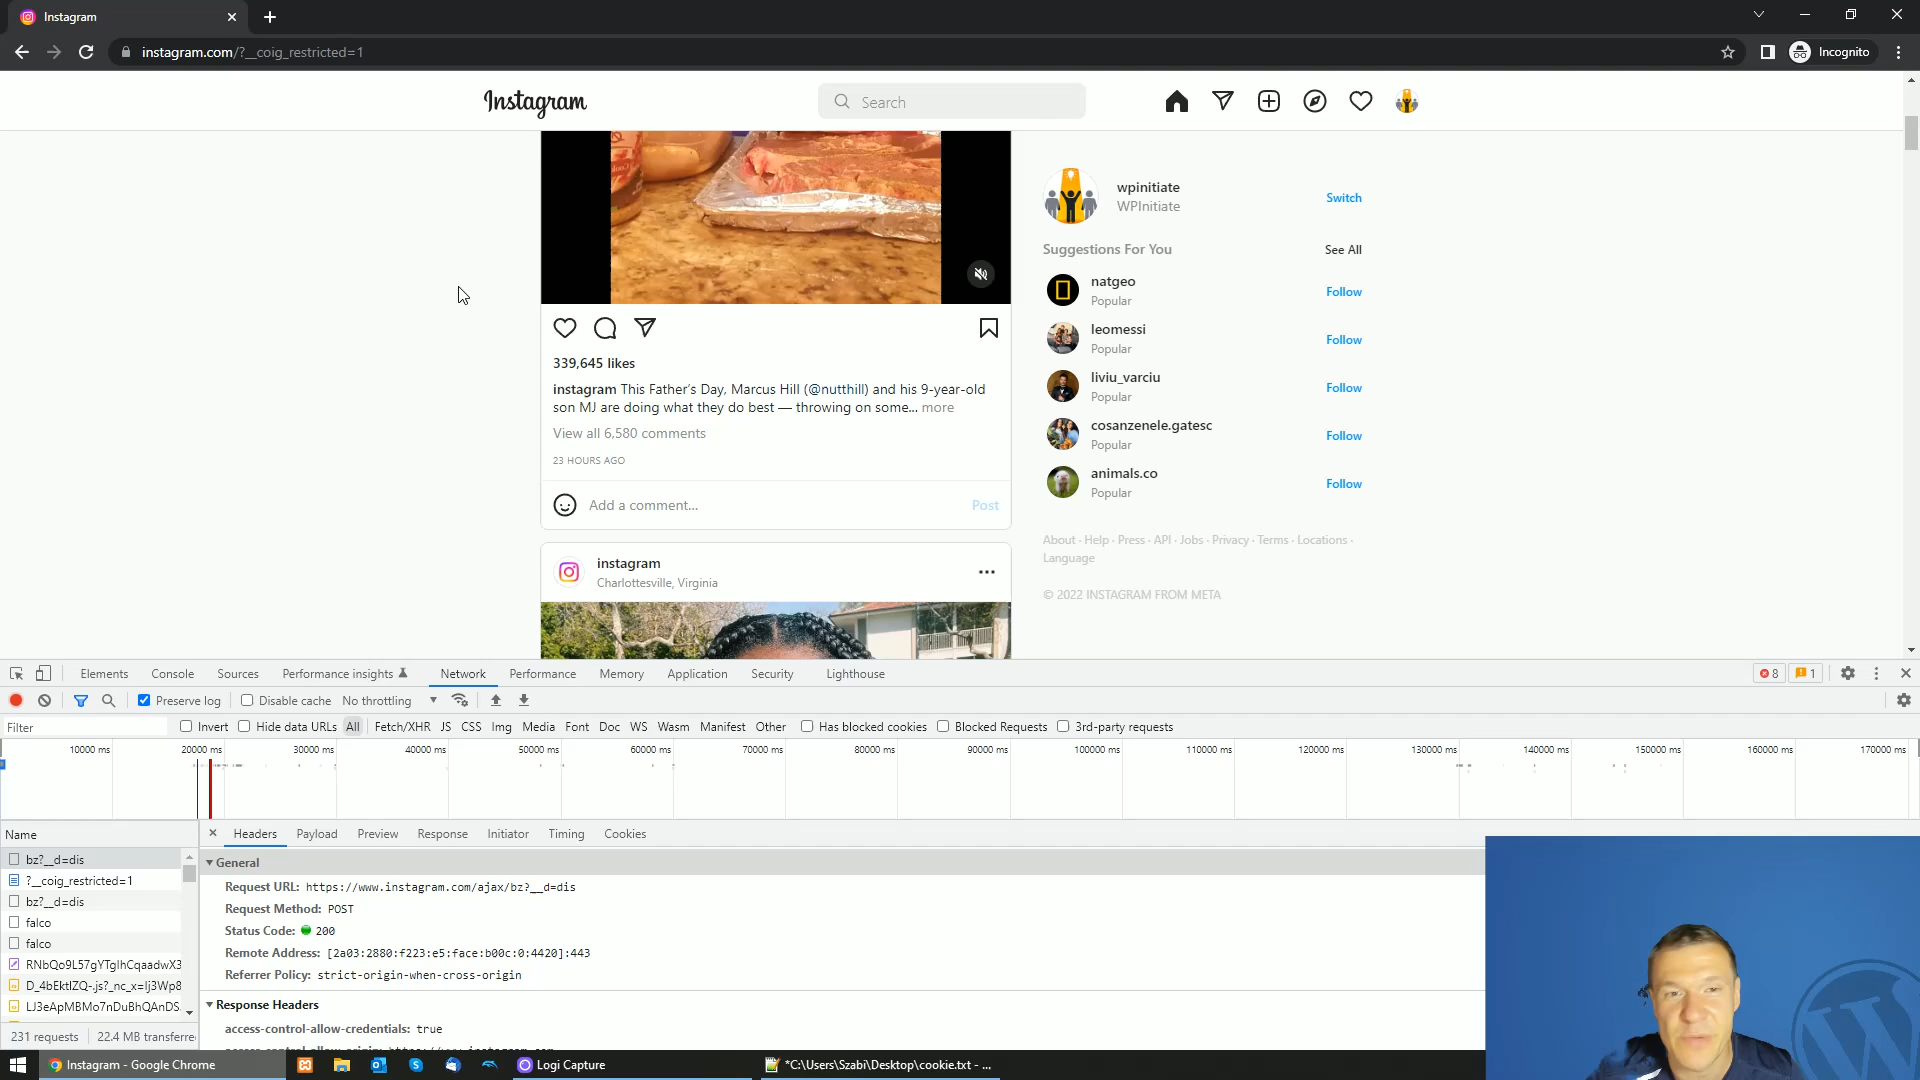 Instagram
instagram.com/?__coig_restricted=1
Incognito
Instagram
Search
wpinitiate
WPInitiate
Switch
Suggestions For You
See All
natgeo
Popular
Follow
leomessi
Popular
Follow
liviu_varciu
Popular
Follow
cosanzenele.gatesc
Popular
Follow
animals.co
Popular
Follow
About · Help · Press · API · Jobs · Privacy · Terms · Locations ·
Language
© 2022 INSTAGRAM FROM META
339,645 likes
instagram This Father’s Day, Marcus Hill (@nutthill) and his 9-year-old
son MJ are doing what they do best — throwing on some... more
View all 6,580 comments
23 HOURS AGO
Add a comment...
Post
instagram
Charlottesville, Virginia
Elements Console Sources Performance insights Network Performance Memory Application Security Lighthouse
8
1
Preserve log Disable cache No throttling
Filter
Invert Hide data URLs All Fetch/XHR JS CSS Img Media Font Doc WS Wasm Manifest Other Has blocked cookies Blocked Requests 3rd-party requests
10000 ms 20000 ms 30000 ms 40000 ms 50000 ms 60000 ms 70000 ms 80000 ms 90000 ms 100000 ms 110000 ms 120000 ms 130000 ms 140000 ms 150000 ms 160000 ms 170000 ms
Name
bz?__d=dis
?__coig_restricted=1
bz?__d=dis
falco
falco
RNbQo9L57gYTglhCqaadwX3
D_4bEktlZQ-.js?_nc_x=Ij3Wp8
LJ3eApMBMo7nDuBhQAnDS
231 requests
22.4 MB transferre
Headers Payload Preview Response Initiator Timing Cookies
General
Request URL: https://www.instagram.com/ajax/bz?__d=dis
Request Method: POST
Status Code: 200
Remote Address: [2a03:2880:f223:e5:face:b00c:0:4420]:443
Referrer Policy: strict-origin-when-cross-origin
Response Headers
access-control-allow-credentials: true
Instagram - Google Chrome
Logi Capture
*C:\Users\Szabi\Desktop\cookie.txt - ...